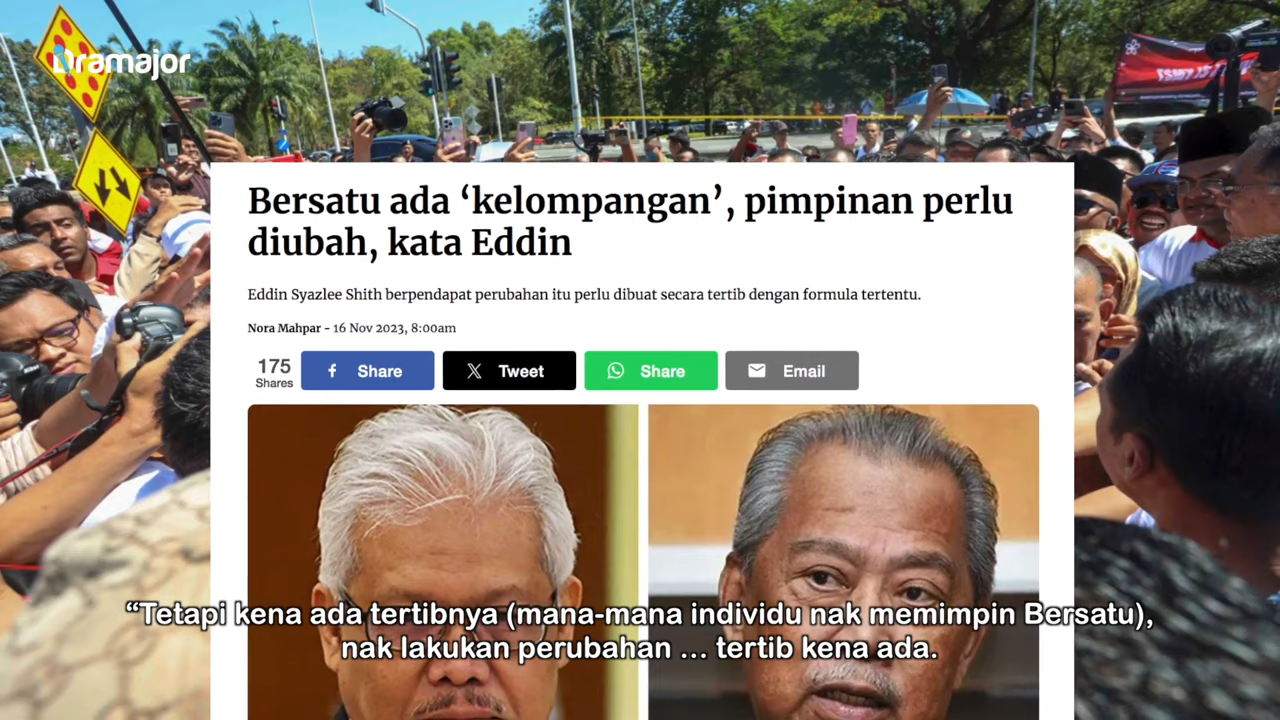 Dramajor
Bersatu ada ‘kelompangan’, pimpinan perlu
diubah, kata Eddin
Eddin Syazlee Shith berpendapat perubahan itu perlu dibuat secara tertib dengan formula tertentu.
Nora Mahpar - 16 Nov 2023, 8:00am
175
Shares
Share
Tweet
Share
Email
“Tetapi kena ada tertibnya (mana-mana individu nak memimpin Bersatu),
nak lakukan perubahan ... tertib kena ada.